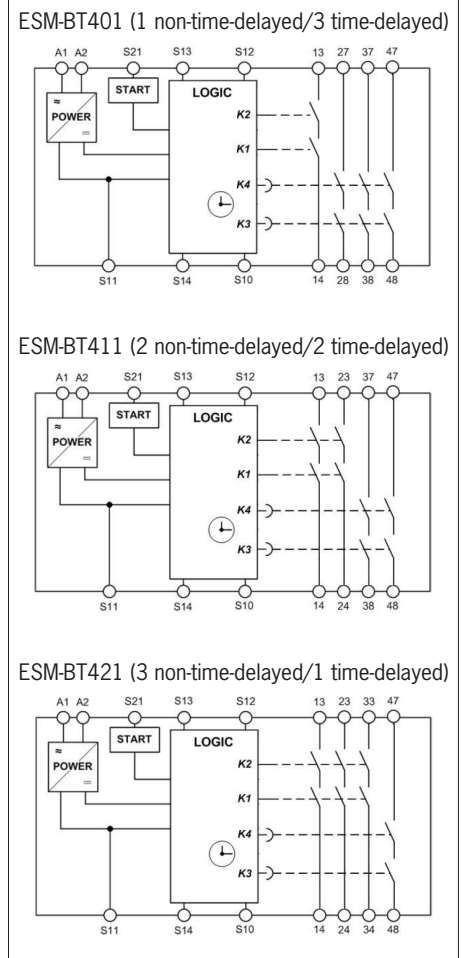 ESM-BT401 (1 non-time-delayed/3 time-delayed)
A1 A2 S21 S13 S12 13 27 37 47
START
LOGIC
≈
POWER
⎓
K2
K1
K4
K3
S11 S14 S10 14 28 38 48
ESM-BT411 (2 non-time-delayed/2 time-delayed)
A1 A2 S21 S13 S12 13 23 37 47
START
LOGIC
≈
POWER
⎓
K2
K1
K4
K3
S11 S14 S10 14 24 38 48
ESM-BT421 (3 non-time-delayed/1 time-delayed)
A1 A2 S21 S13 S12 13 23 33 47
START
LOGIC
≈
POWER
⎓
K2
K1
K4
K3
S11 S14 S10 14 24 34 48